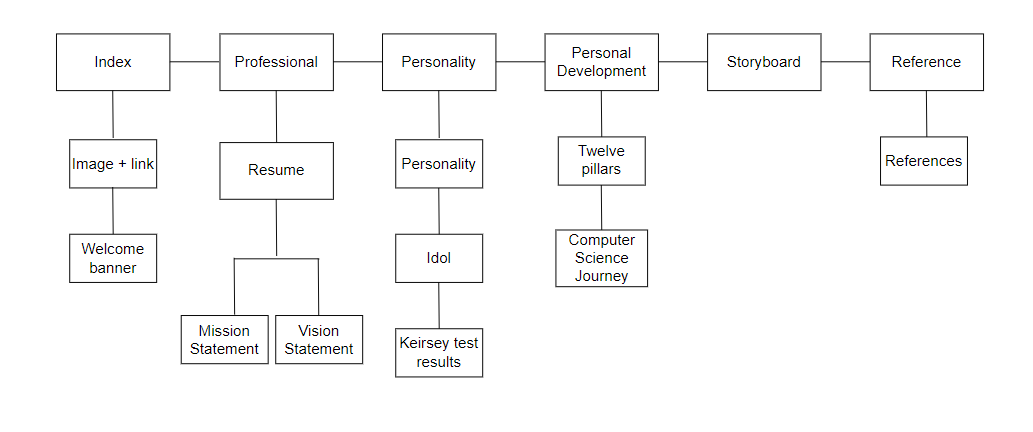 Index
Professional
Personality
Personal
Development
Storyboard
Reference
Image + link
Resume
Personality
Twelve
pillars
References
Welcome
banner
Idol
Computer
Science
Journey
Mission
Statement
Vision
Statement
Keirsey test
results